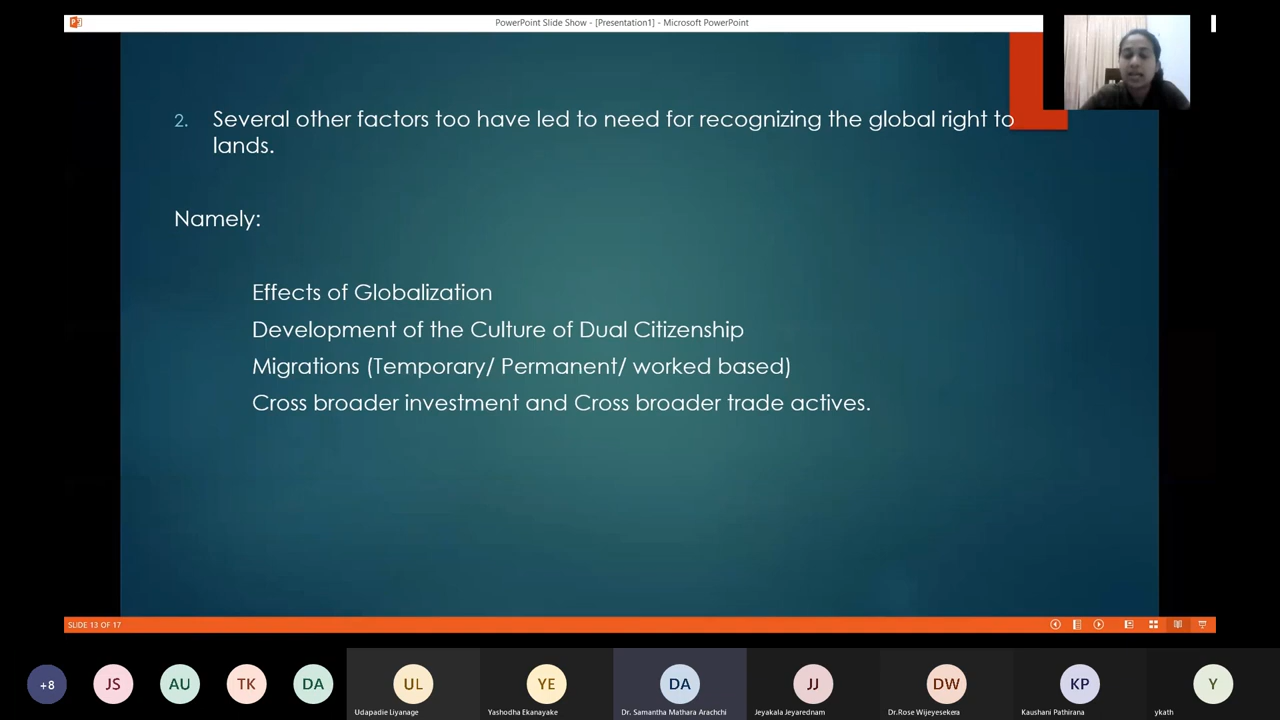 PowerPoint Slide Show - [Presentation1] - Microsoft PowerPoint
2. Several other factors too have led to need for recognizing the global right to
lands.
Namely:
Effects of Globalization
Development of the Culture of Dual Citizenship
Migrations (Temporary/ Permanent/ worked based)
Cross broader investment and Cross broader trade actives.
SLIDE 13 OF 17
+8 JS AU TK DA UL YE DA JJ DW KP Y
Udapadie Liyanage Yashodha Ekanayake Dr. Samantha Mathara Arachchi Jeyakala Jeyarednam Dr.Rose Wijeyesekera Kaushani Pathirana ykath